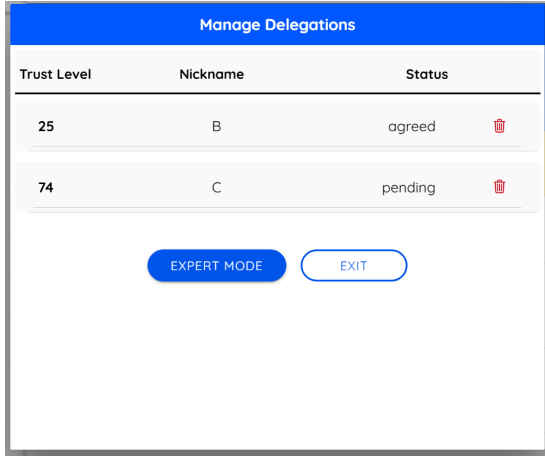 Manage Delegations
Trust Level Nickname Status
25 B agreed
74 C pending
EXPERT MODE EXIT